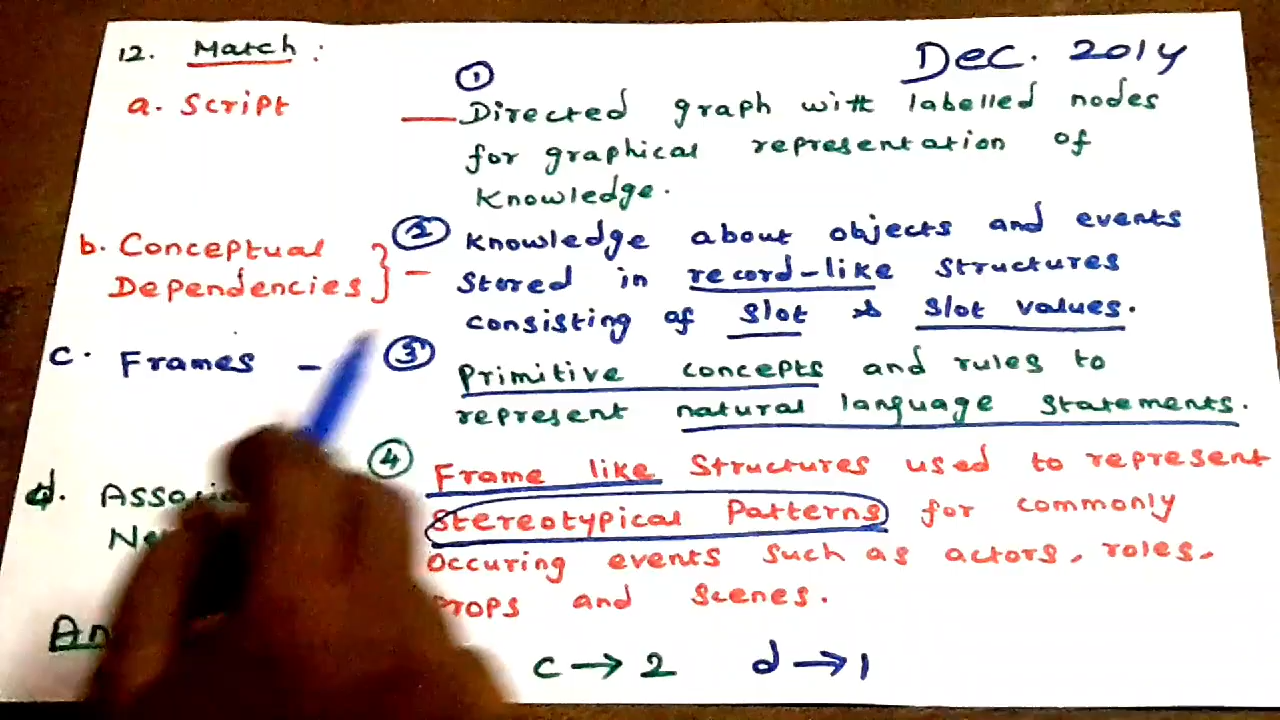 12. Match :
Dec. 2014
a. Script
1
Directed graph with labelled nodes
for graphical representation of
Knowledge.
b. Conceptual
Dependencies
2
Knowledge about objects and events
stored in record-like structures
consisting of slot & slot values.
c. Frames
3
Primitive concepts and rules to
represent natural language statements.
d.
4
Frame like structures used to represent
stereotypical Patterns for commonly
occuring events such as actors, roles,
props and scenes.
c → 2 d → 1